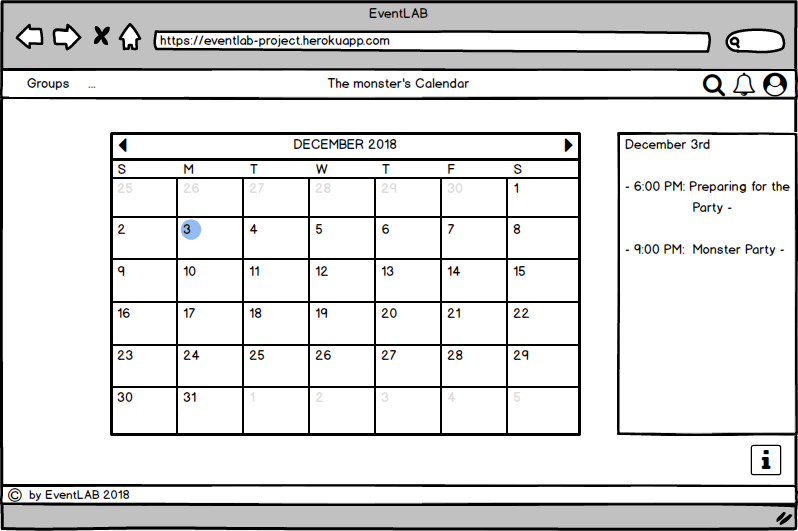 EventLAB
https://eventlab-project.herokuapp.com
Groups ... The monster's Calendar
DECEMBER 2018
S M T W T F S
25 26 27 28 29 30 1
2 3 4 5 6 7 8
9 10 11 12 13 14 15
16 17 18 19 20 21 22
23 24 25 26 27 28 29
30 31 1 2 3 4 5
December 3rd
- 6:00 PM: Preparing for the
Party -
- 9:00 PM: Monster Party -
i
© by EventLAB 2018